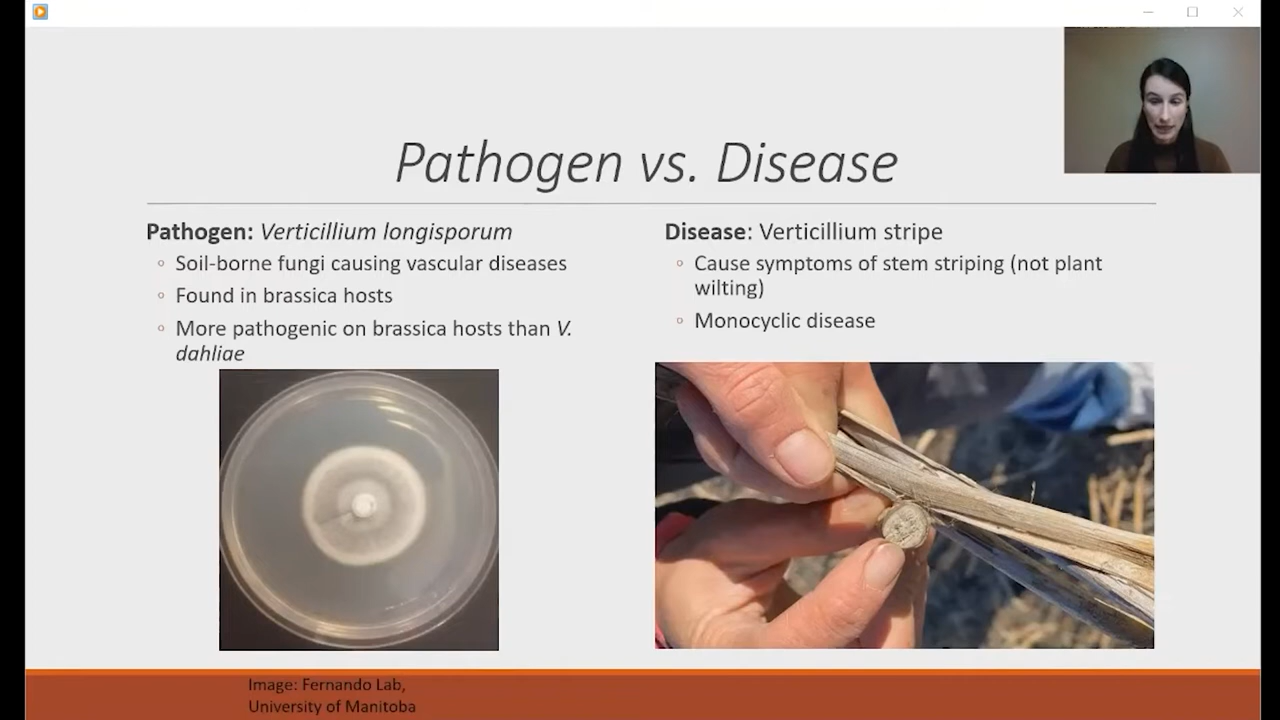 Pathogen vs. Disease
Pathogen: Verticillium longisporum
◦ Soil-borne fungi causing vascular diseases
◦ Found in brassica hosts
◦ More pathogenic on brassica hosts than V.
dahliae
Disease: Verticillium stripe
◦ Cause symptoms of stem striping (not plant
wilting)
◦ Monocyclic disease
Image: Fernando Lab,
University of Manitoba